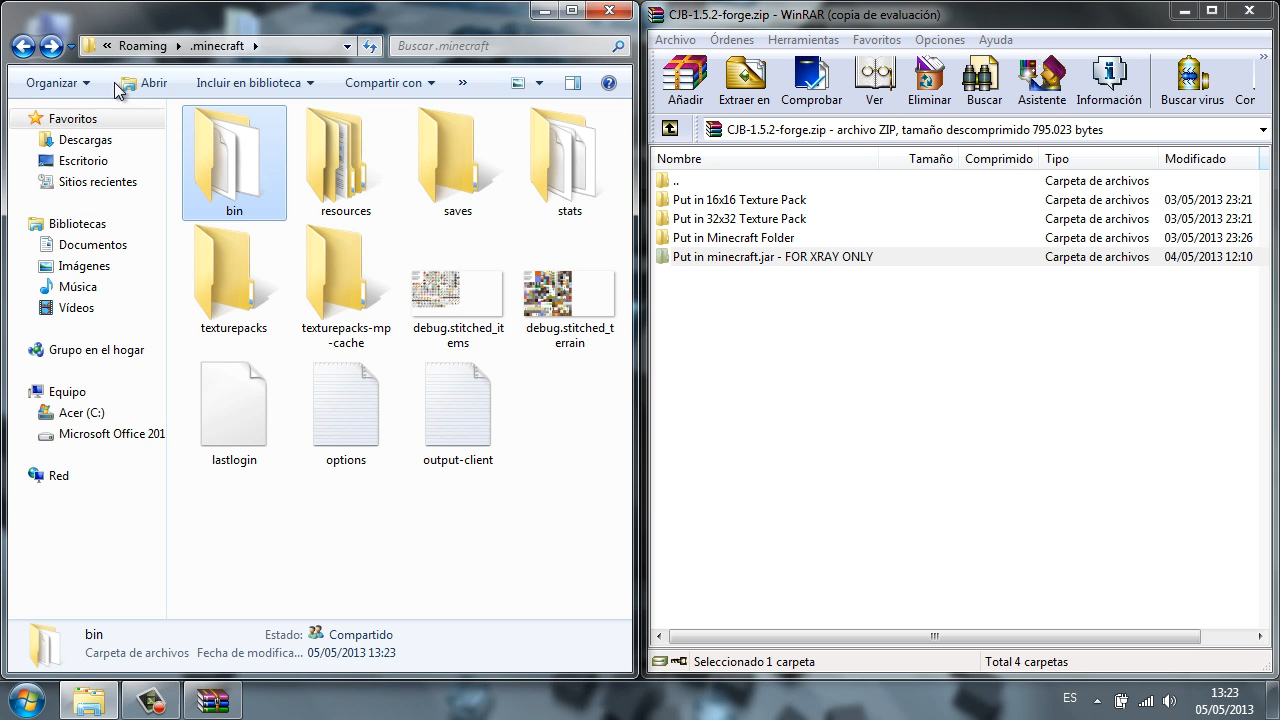 Roaming
.minecraft
Buscar .minecraft
Organizar
Abrir
Incluir en biblioteca
Compartir con
»
Favoritos
Descargas
Escritorio
Sitios recientes
Bibliotecas
Documentos
Imágenes
Música
Vídeos
Grupo en el hogar
Equipo
Acer (C:)
Microsoft Office 201
Red
bin
resources
saves
stats
texturepacks
texturepacks-mp
-cache
debug.stitched_it
ems
debug.stitched_t
errain
lastlogin
options
output-client
bin
Estado: Compartido
Carpeta de archivos
Fecha de modifica... 05/05/2013 13:23
CJB-1.5.2-forge.zip - WinRAR (copia de evaluación)
Archivo Órdenes Herramientas Favoritos Opciones Ayuda
Añadir Extraer en Comprobar Ver Eliminar Buscar Asistente Información Buscar virus Cor
CJB-1.5.2-forge.zip - archivo ZIP, tamaño descomprimido 795.023 bytes
Nombre Tamaño Comprimido Tipo Modificado
.. Carpeta de archivos
Put in 16x16 Texture Pack Carpeta de archivos 03/05/2013 23:21
Put in 32x32 Texture Pack Carpeta de archivos 03/05/2013 23:21
Put in Minecraft Folder Carpeta de archivos 03/05/2013 23:26
Put in minecraft.jar - FOR XRAY ONLY Carpeta de archivos 04/05/2013 12:10
Seleccionado 1 carpeta
Total 4 carpetas
ES
13:23
05/05/2013